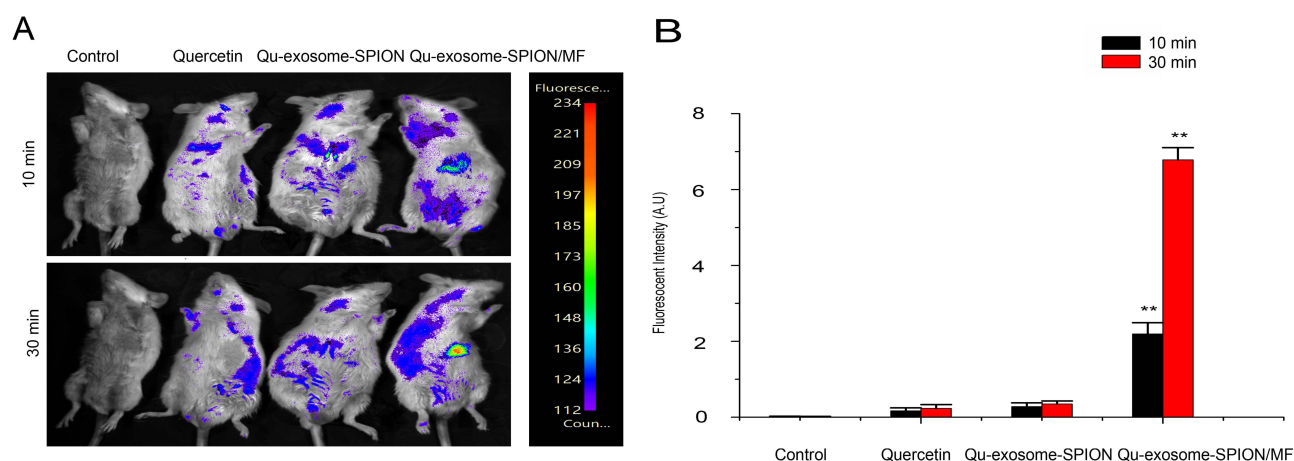 A
Control Quercetin Qu-exosome-SPION Qu-exosome-SPION/MF
10 min
30 min
Fluoresce...
234
221
209
197
185
173
160
148
136
124
112
Coun...
B
10 min
30 min
Fluoresocent Intensity (A.U)
8
6
4
2
0
**
**
Control Quercetin Qu-exosome-SPION Qu-exosome-SPION/MF